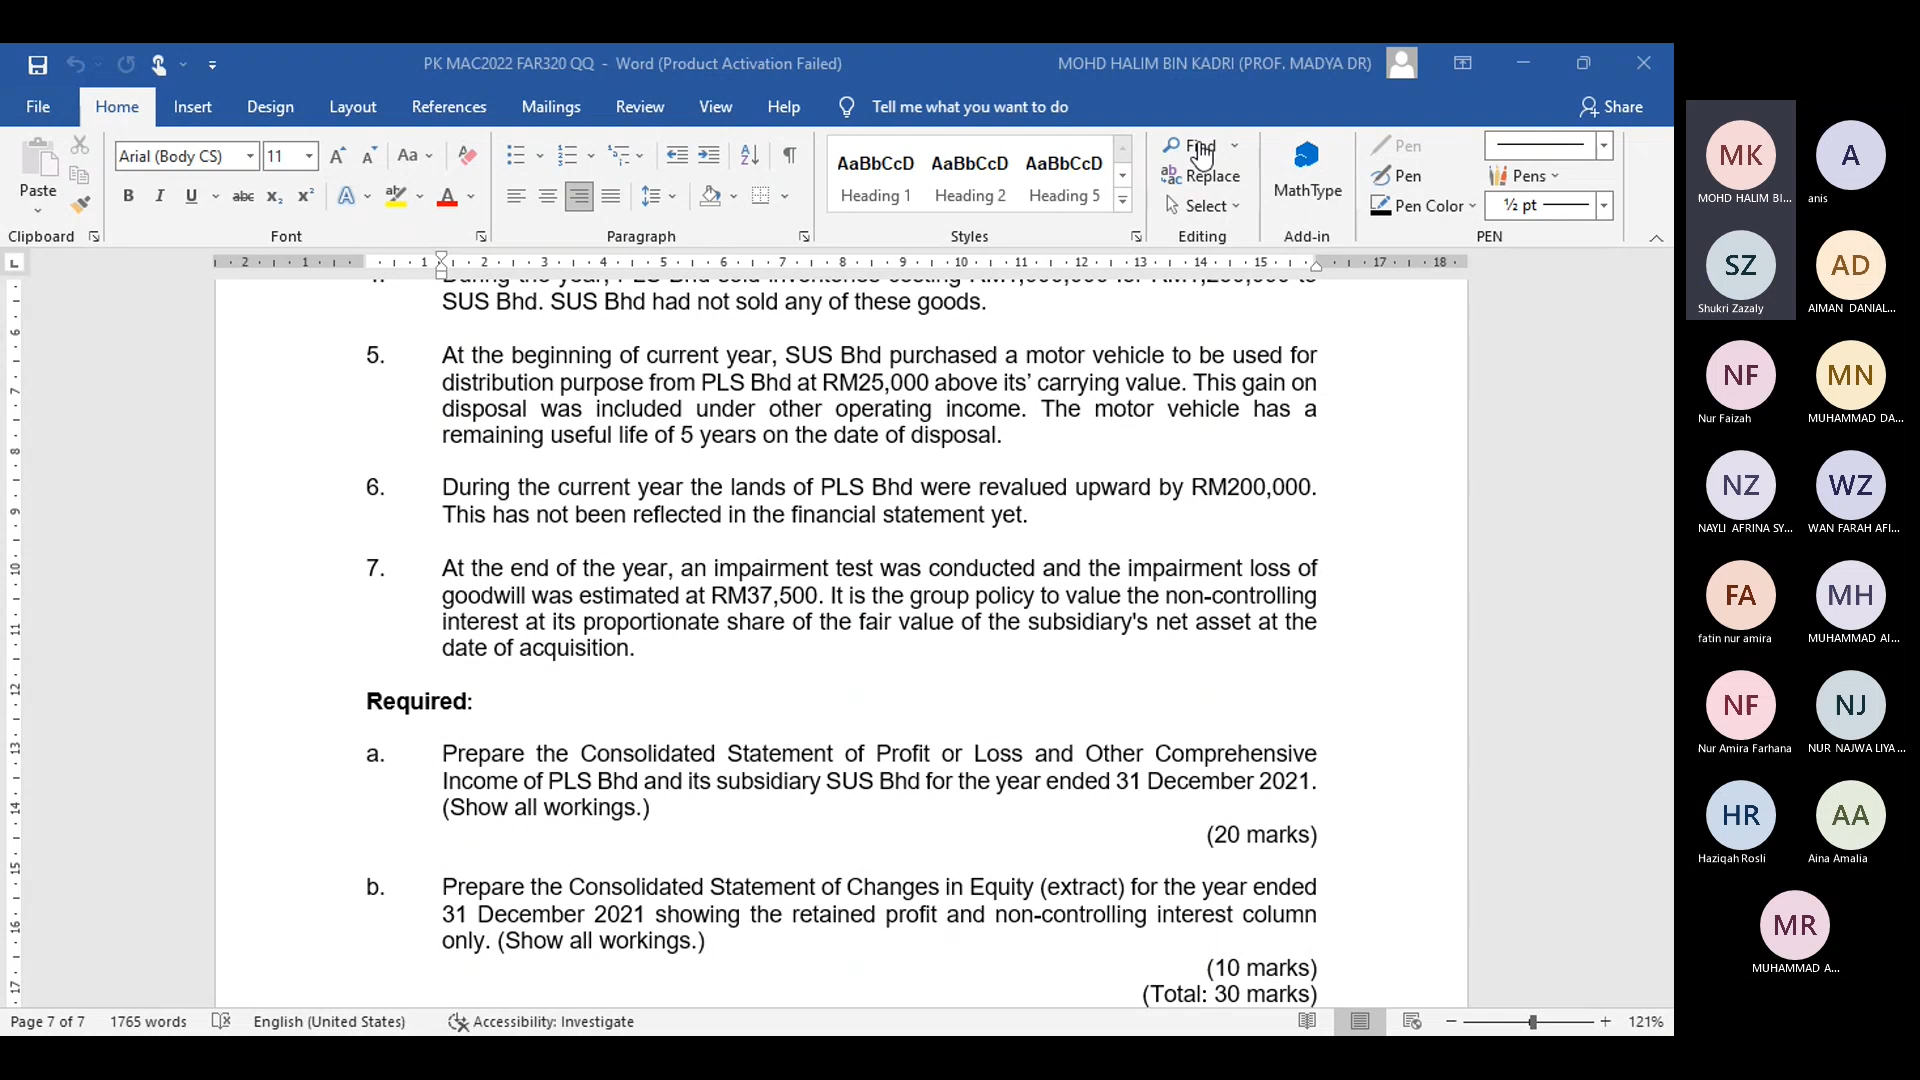 PK MAC2022 FAR320 QQ - Word (Product Activation Failed)
MOHD HALIM BIN KADRI (PROF. MADYA DR)
File Home Insert Design Layout References Mailings Review View Help Tell me what you want to do Share
Paste
Clipboard
Arial (Body CS) 11
Font
Paragraph
AaBbCcD AaBbCcD AaBbCcD
Heading 1 Heading 2 Heading 5
Styles
Find
Replace
Select
Editing
MathType
Add-in
Pen
Pen
Pen Color
Pens
½ pt
PEN
During the year, PLS Bhd sold inventories costing RM1,000,000 for RM1,200,000 to
SUS Bhd. SUS Bhd had not sold any of these goods.
5. At the beginning of current year, SUS Bhd purchased a motor vehicle to be used for
distribution purpose from PLS Bhd at RM25,000 above its’ carrying value. This gain on
disposal was included under other operating income. The motor vehicle has a
remaining useful life of 5 years on the date of disposal.
6. During the current year the lands of PLS Bhd were revalued upward by RM200,000.
This has not been reflected in the financial statement yet.
7. At the end of the year, an impairment test was conducted and the impairment loss of
goodwill was estimated at RM37,500. It is the group policy to value the non-controlling
interest at its proportionate share of the fair value of the subsidiary's net asset at the
date of acquisition.
Required:
a. Prepare the Consolidated Statement of Profit or Loss and Other Comprehensive
Income of PLS Bhd and its subsidiary SUS Bhd for the year ended 31 December 2021.
(Show all workings.)
(20 marks)
b. Prepare the Consolidated Statement of Changes in Equity (extract) for the year ended
31 December 2021 showing the retained profit and non-controlling interest column
only. (Show all workings.)
(10 marks)
(Total: 30 marks)
Page 7 of 7 1765 words English (United States) Accessibility: Investigate 121%
MK A
MOHD HALIM BI... anis
SZ AD
Shukri Zazaly AIMAN DANIAL...
NF MN
Nur Faizah MUHAMMAD DA...
NZ WZ
NAYLI AFRINA SY... WAN FARAH AFI...
FA MH
fatin nur amira MUHAMMAD AI...
NF NJ
Nur Amira Farhana NUR NAJWA LIYA ...
HR AA
Haziqah Rosli Aina Amalia
MR
MUHAMMAD A...